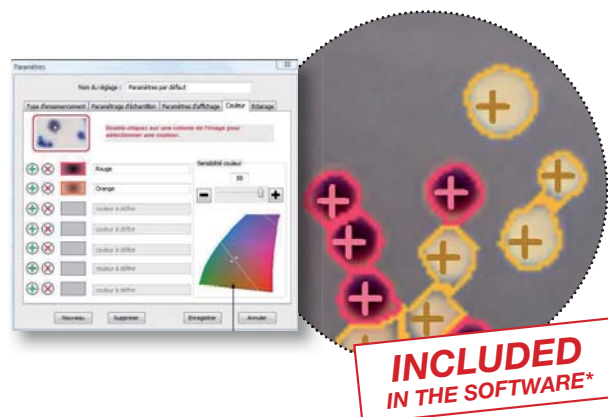 Paramètres
Nom du réglage : Paramètres par défaut
Type d'ensemencement Paramétrage d'échantillon Paramètres d'affichage Couleur Eclairage
Double-cliquez sur une colonie de l'image pour
sélectionner une couleur.
Sensibilité couleur
99
Rouge
Orange
couleur à définir
couleur à définir
couleur à définir
couleur à définir
couleur à définir
Nouveau Supprimer Enregistrer Annuler
INCLUDED
IN THE SOFTWARE*